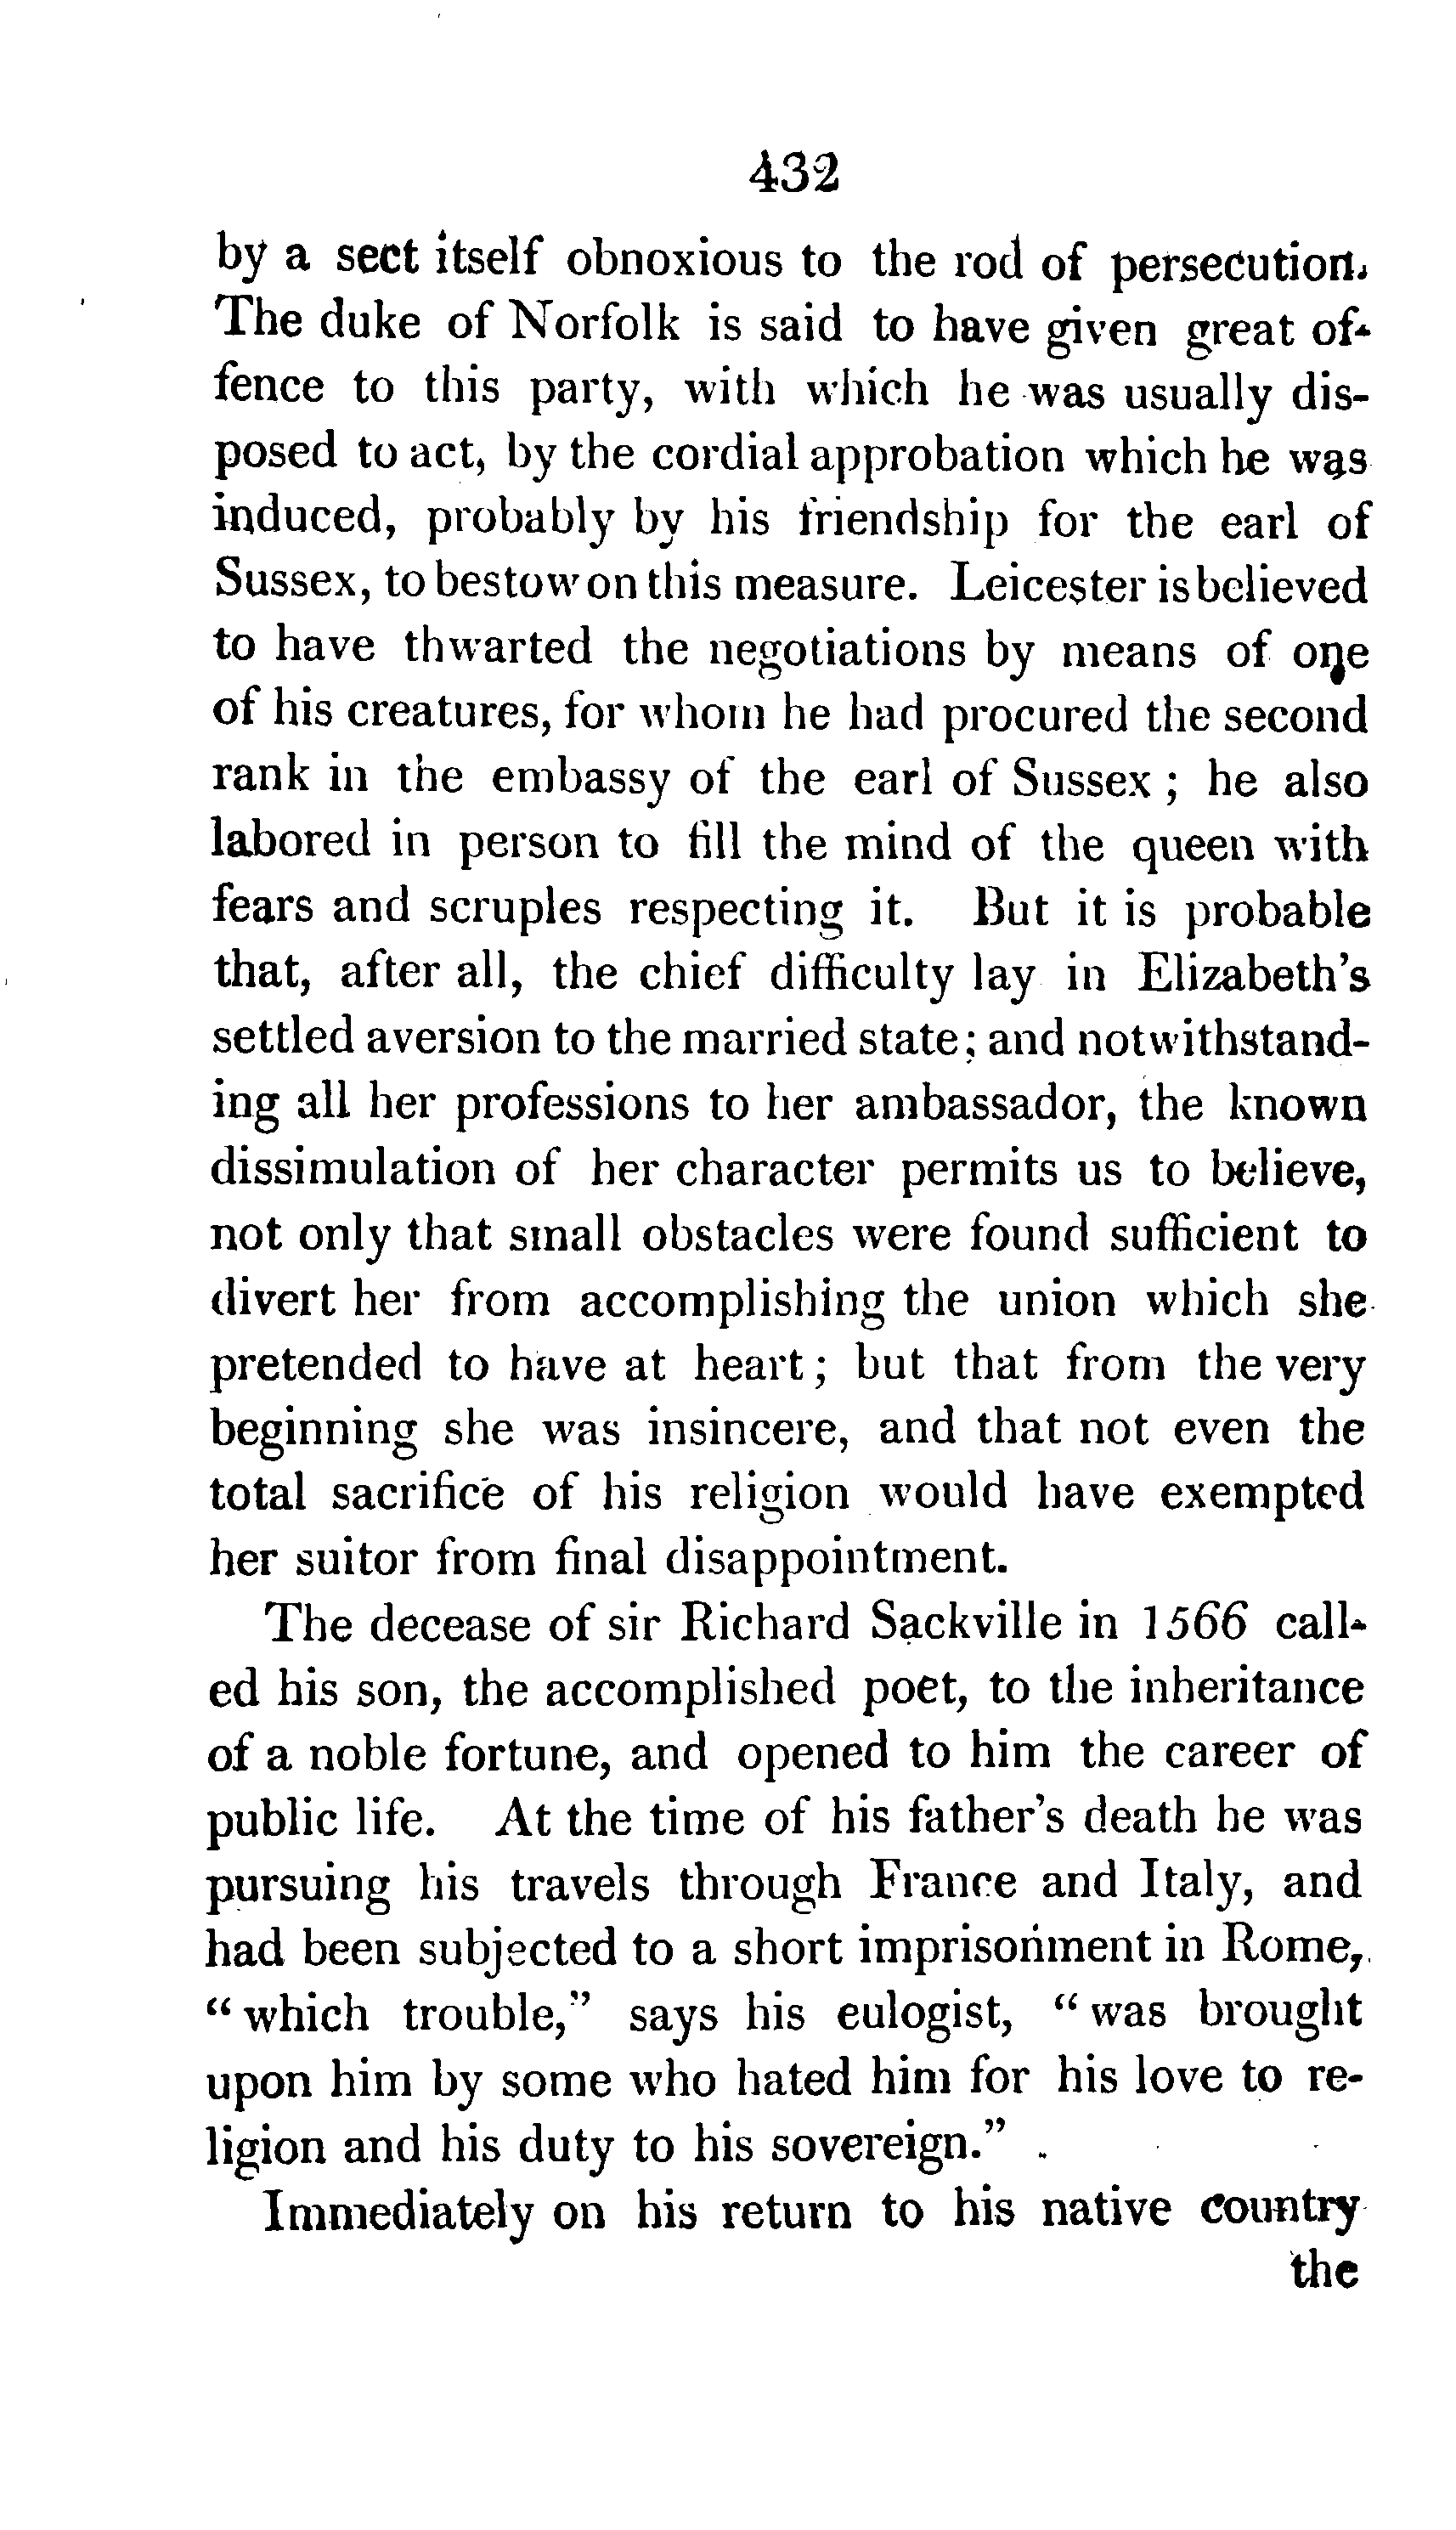 432
by a sect itself obnoxious to the rod of persecution.
The duke of Norfolk is said to have given great of-
fence to this party, with which he was usually dis-
posed to act, by the cordial approbation which he was
induced, probably by his friendship for the earl of
Sussex, to bestow on this measure. Leicester is believed
to have thwarted the negotiations by means of one
of his creatures, for whom he had procured the second
rank in the embassy of the earl of Sussex ; he also
labored in person to fill the mind of the queen with
fears and scruples respecting it. But it is probable
that, after all, the chief difficulty lay in Elizabeth's
settled aversion to the married state ; and notwithstand-
ing all her professions to her ambassador, the known
dissimulation of her character permits us to believe,
not only that small obstacles were found sufficient to
divert her from accomplishing the union which she
pretended to have at heart ; but that from the very
beginning she was insincere, and that not even the
total sacrifice of his religion would have exempted
her suitor from final disappointment.
The decease of sir Richard Sackville in 1566 call-
ed his son, the accomplished poet, to the inheritance
of a noble fortune, and opened to him the career of
public life. At the time of his father's death he was
pursuing his travels through France and Italy, and
had been subjected to a short imprisonment in Rome,
“ which trouble,” says his eulogist, “ was brought
upon him by some who hated him for his love to re-
ligion and his duty to his sovereign.”
Immediately on his return to his native country
the